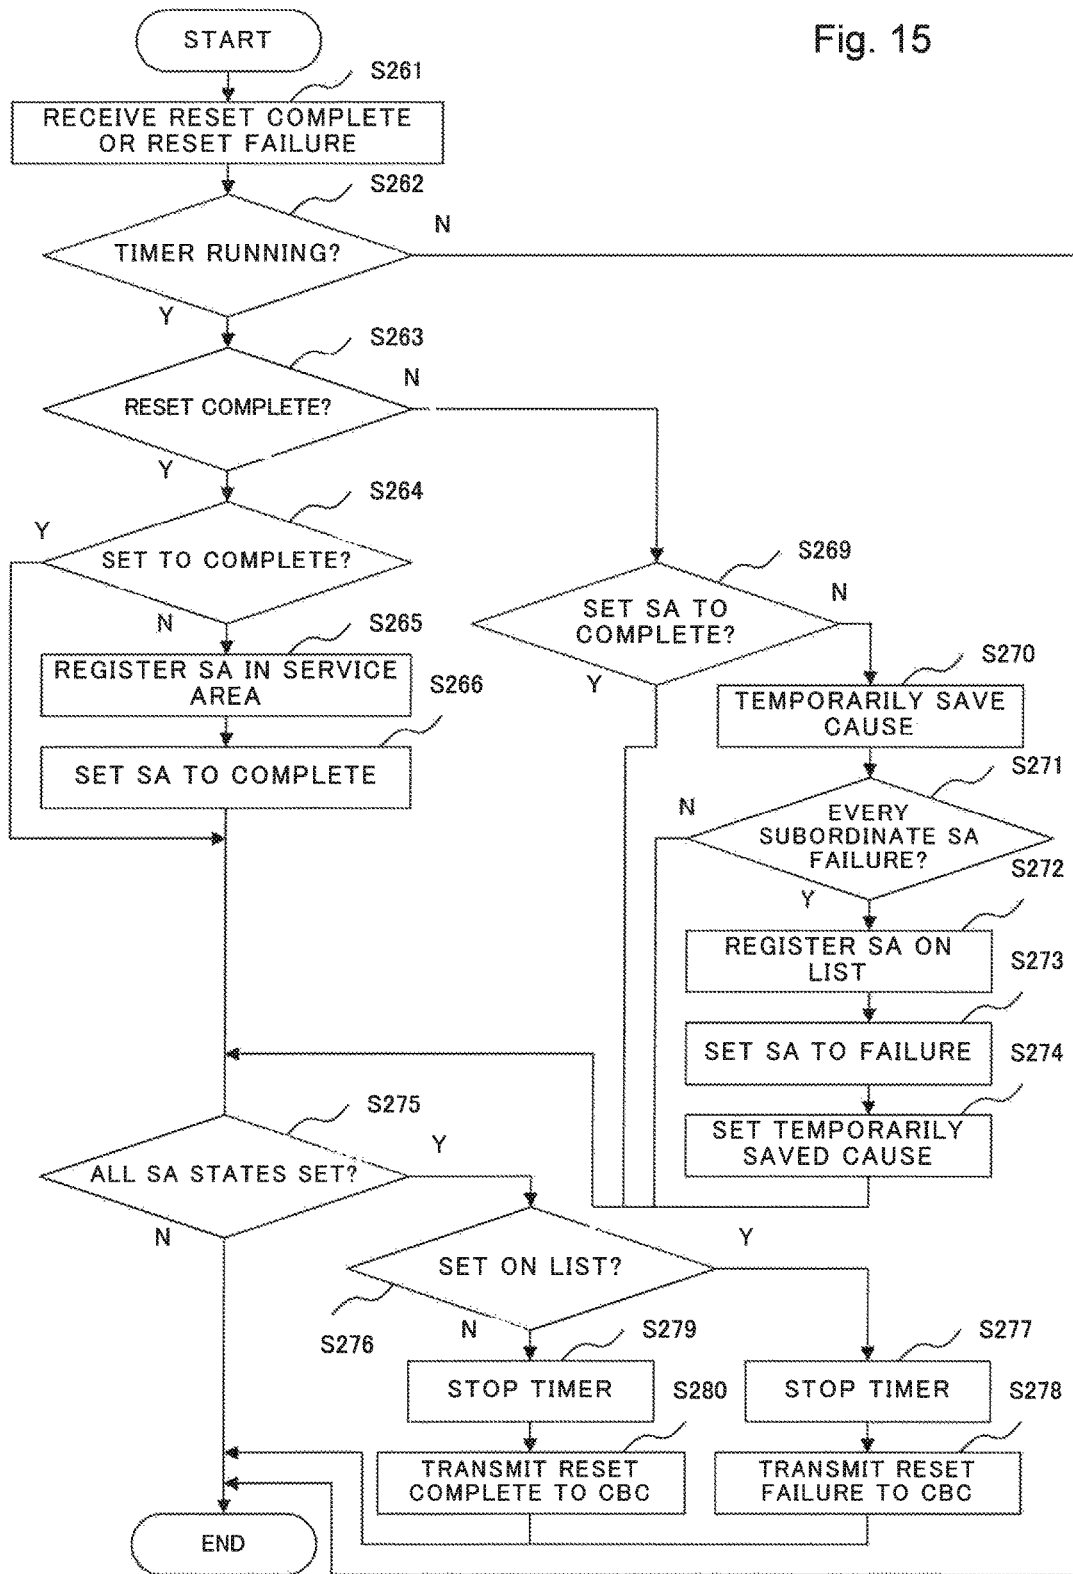 Fig. 15
START
S261
RECEIVE RESET COMPLETE
OR RESET FAILURE
S262
TIMER RUNNING?
N
Y
S263
RESET COMPLETE?
N
Y
S264
Y
SET TO COMPLETE?
N
S265
REGISTER SA IN SERVICE
AREA
S266
SET SA TO COMPLETE
S269
SET SA TO
COMPLETE?
N
Y
S270
TEMPORARILY SAVE
CAUSE
S271
N
EVERY
SUBORDINATE SA
FAILURE?
Y
S272
REGISTER SA ON
LIST
S273
SET SA TO FAILURE
S274
SET TEMPORARILY
SAVED CAUSE
S275
ALL SA STATES SET?
Y
N
SET ON LIST?
Y
S276
N
S279
STOP TIMER
S277
STOP TIMER
S280
TRANSMIT RESET
COMPLETE TO CBC
S278
TRANSMIT RESET
FAILURE TO CBC
END